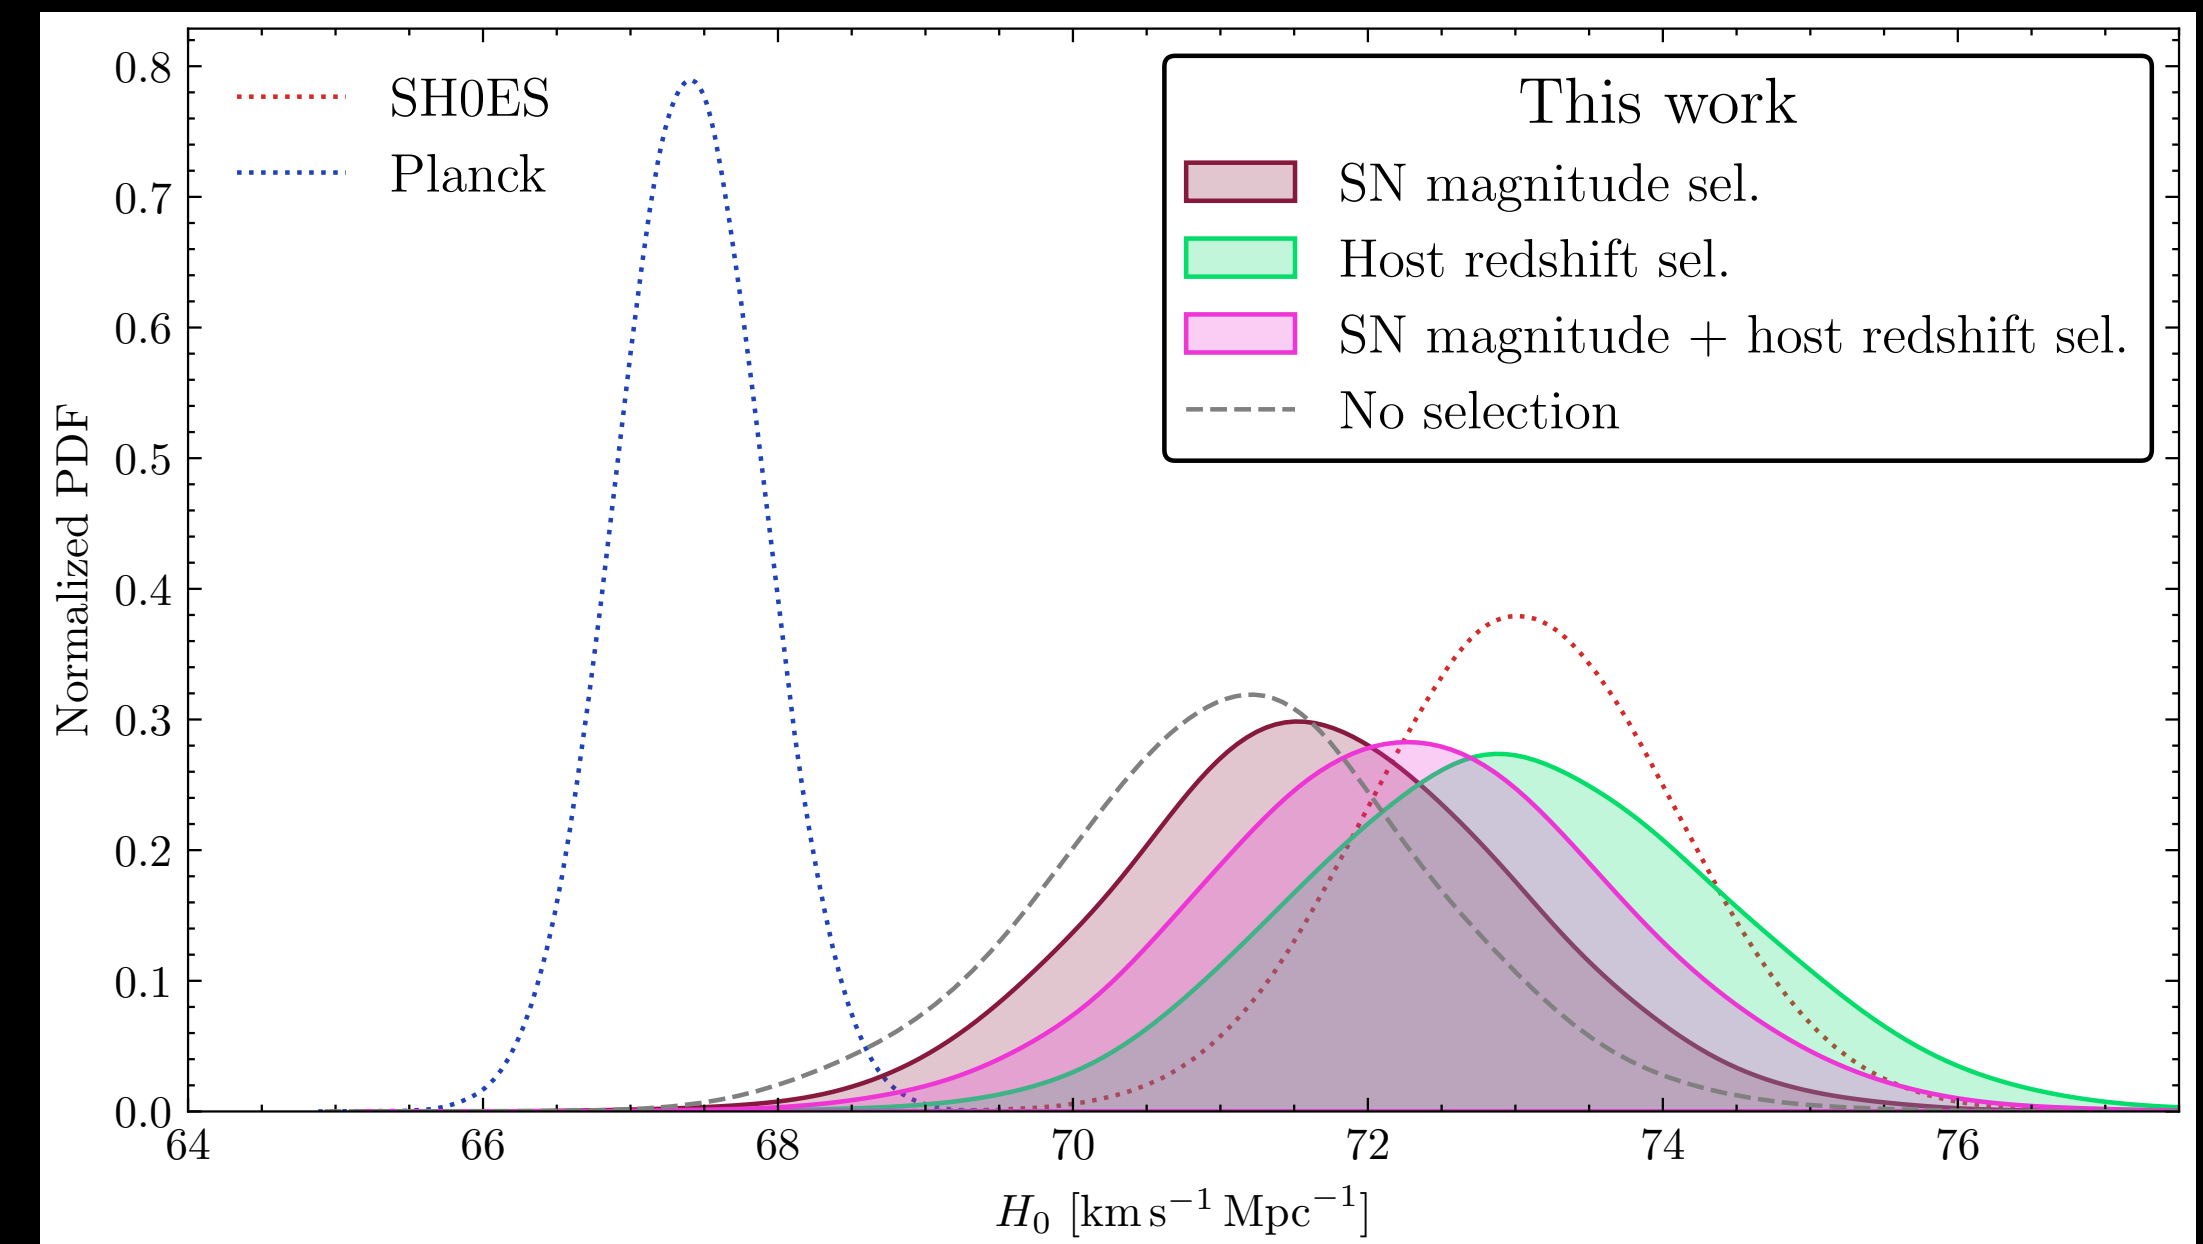 SH0ES
Planck
This work
SN magnitude sel.
Host redshift sel.
SN magnitude + host redshift sel.
No selection
Normalized PDF
0.8
0.7
0.6
0.5
0.4
0.3
0.2
0.1
0.0
64 66 68 70 72 74 76
H₀ [km s⁻¹ Mpc⁻¹]